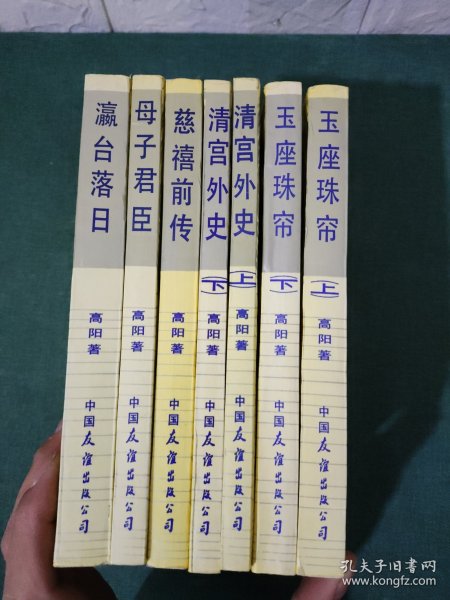 瀛台落日
高阳著
中国友谊出版公司
母子君臣
高阳著
中国友谊出版公司
慈禧前传
高阳著
中国友谊出版公司
清宫外史
(下)
高阳著
中国友谊出版公司
清宫外史
(上)
高阳著
中国友谊出版公司
玉座珠帘
(下)
高阳著
中国友谊出版公司
玉座珠帘
(上)
高阳著
中国友谊出版公司
孔夫子旧书网
www.kongfz.com